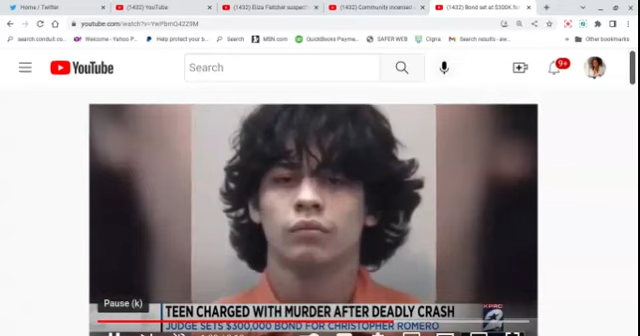 Home / Twitter
(1432) YouTube
(1432) Eliza Fletcher suspect
(1432) Community incensed
(1432) Bond set at $300K
youtube.com/watch?v=YwPbmQ4229M
search.conduit.co...
Welcome - Yahoo P...
Help protect your b...
Search
MSN.com
QuickBooks Payme...
SAFER WEB
Cigna
Search results - ale...
Other bookmarks
YouTube
Search
9+
Pause (k)
TEEN CHARGED WITH MURDER AFTER DEADLY CRASH
JUDGE SETS $300,000 BOND FOR CHRISTOPHER ROMERO
KPRC
2